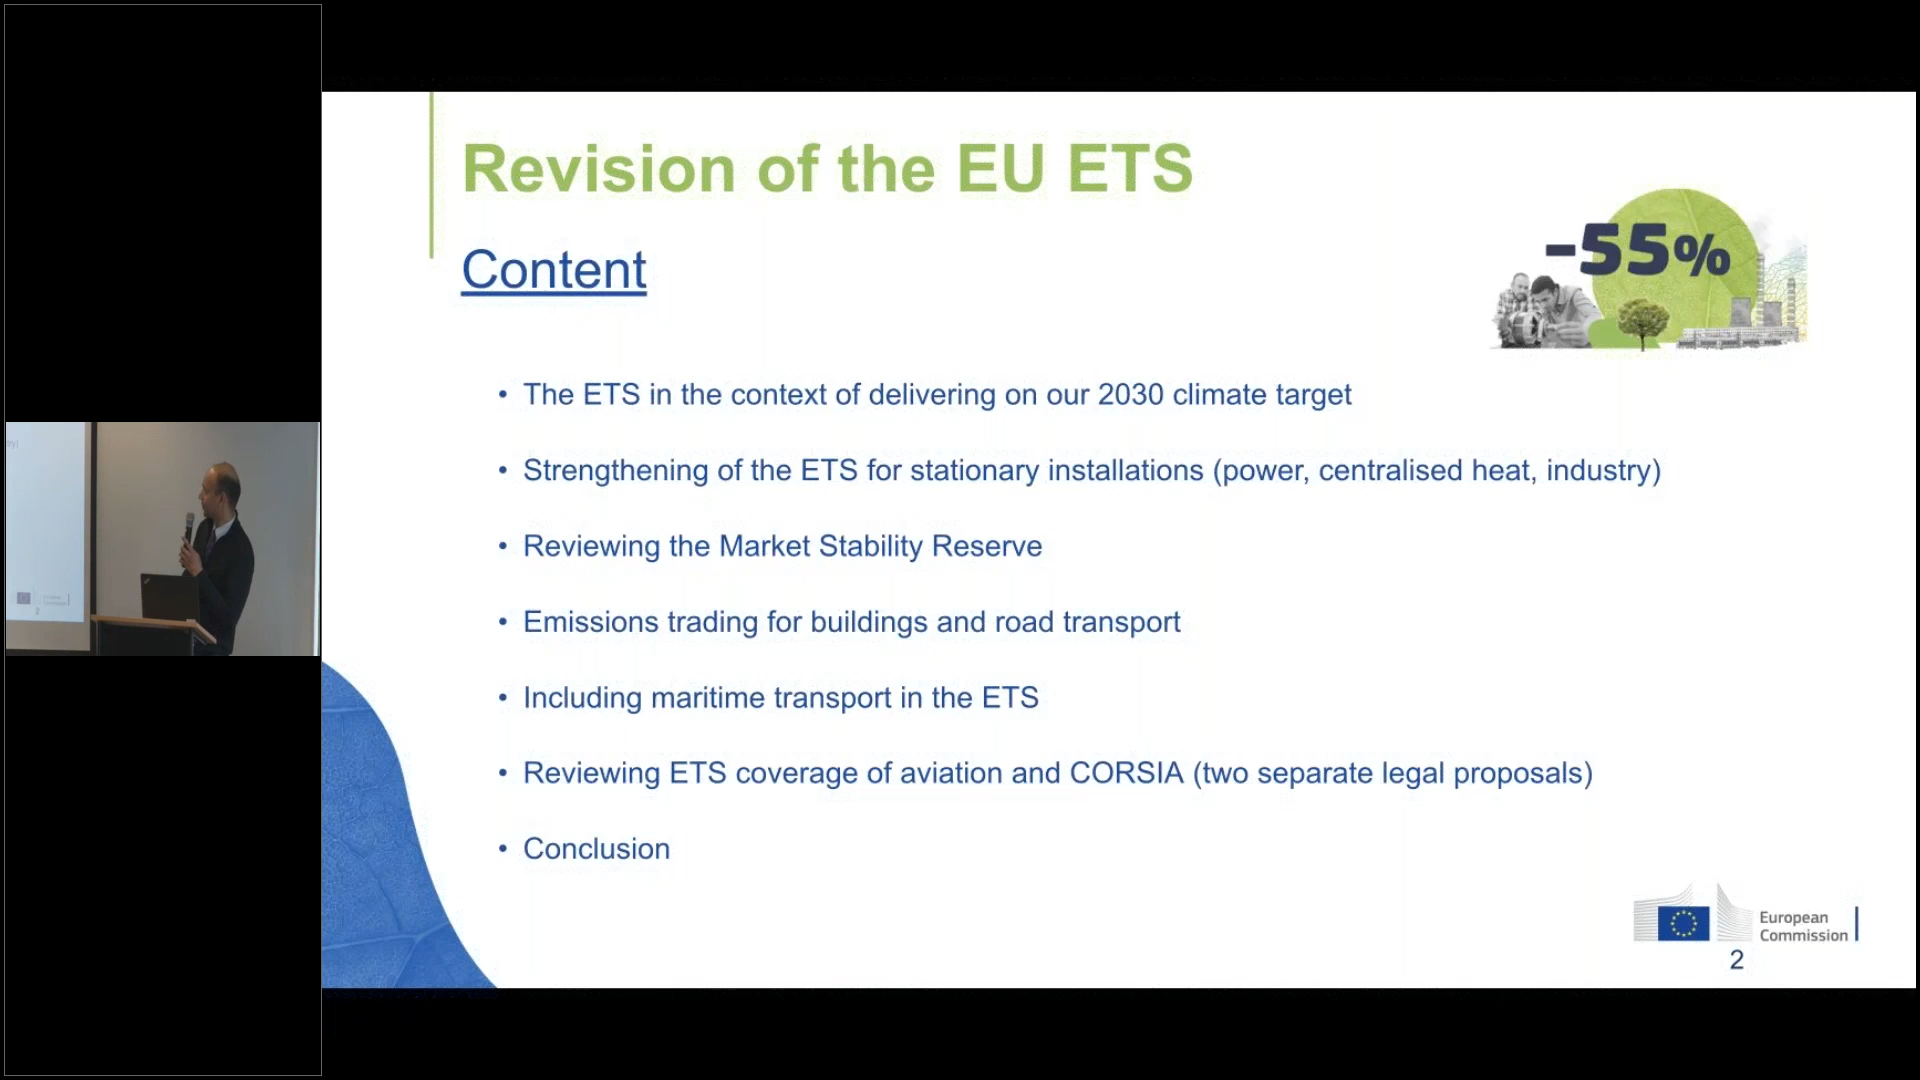 Revision of the EU ETS
Content
-55%
• The ETS in the context of delivering on our 2030 climate target
• Strengthening of the ETS for stationary installations (power, centralised heat, industry)
• Reviewing the Market Stability Reserve
• Emissions trading for buildings and road transport
• Including maritime transport in the ETS
• Reviewing ETS coverage of aviation and CORSIA (two separate legal proposals)
• Conclusion
European
Commission
2